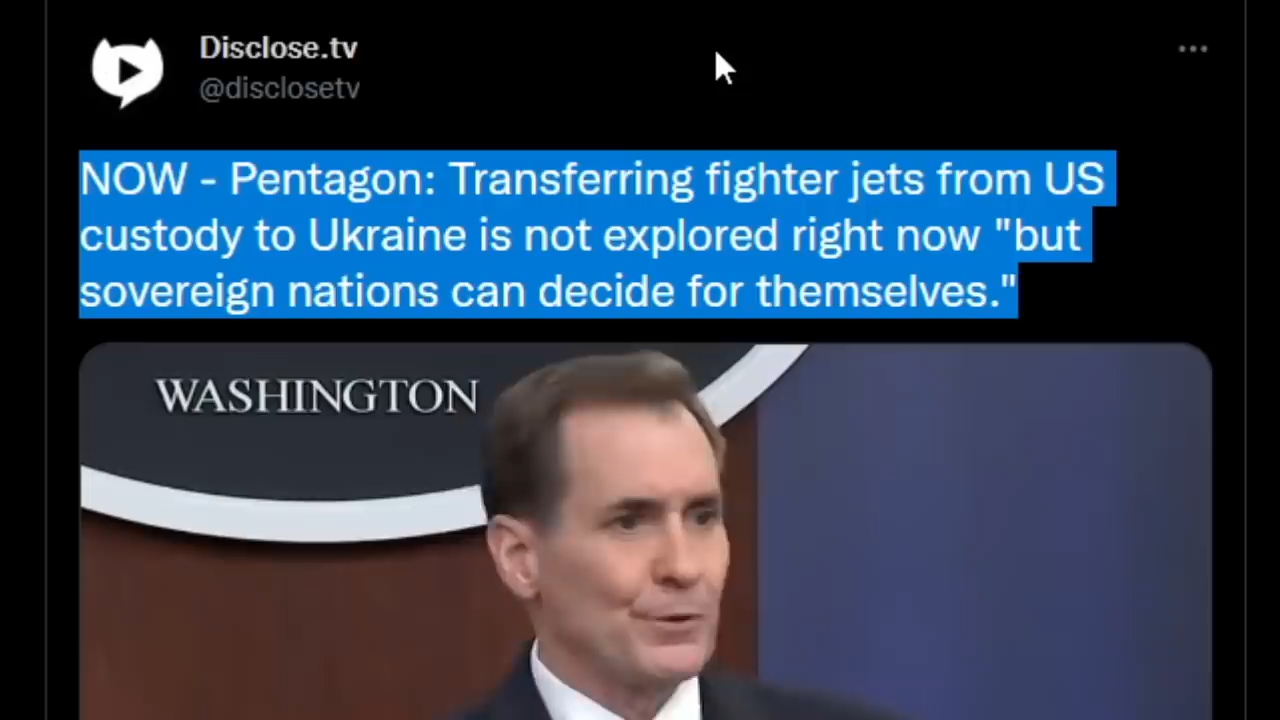 Disclose.tv
@disclosetv
NOW - Pentagon: Transferring fighter jets from US
custody to Ukraine is not explored right now "but
sovereign nations can decide for themselves."
WASHINGTON